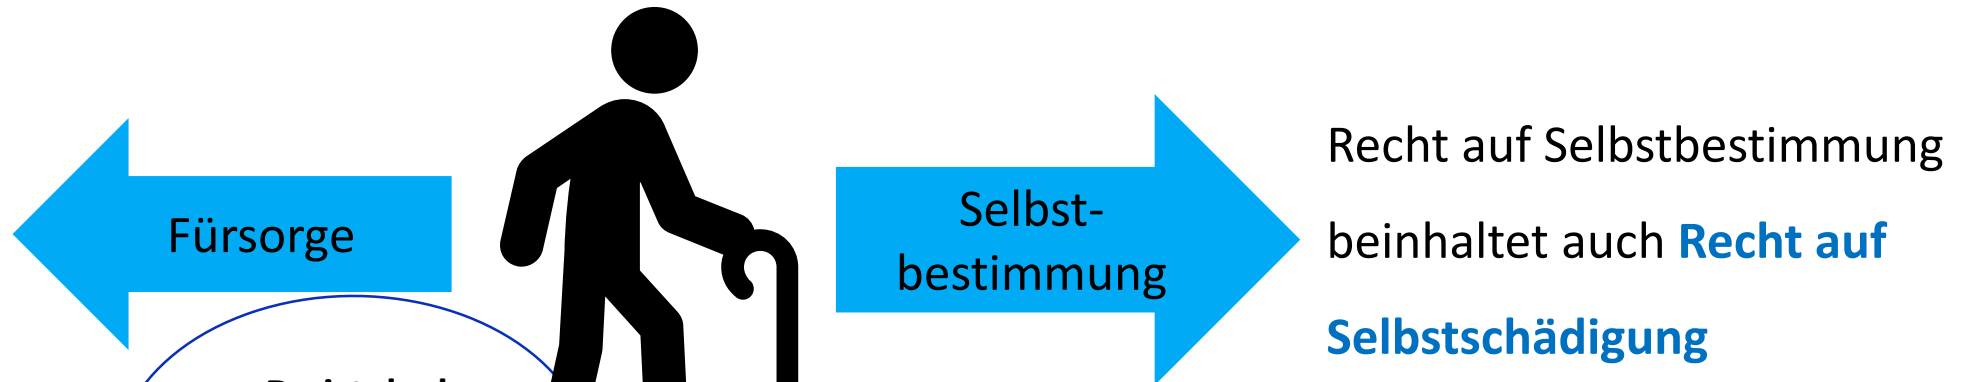 Fürsorge
Selbst-
bestimmung
Recht auf Selbstbestimmung
beinhaltet auch Recht auf
Selbstschädigung